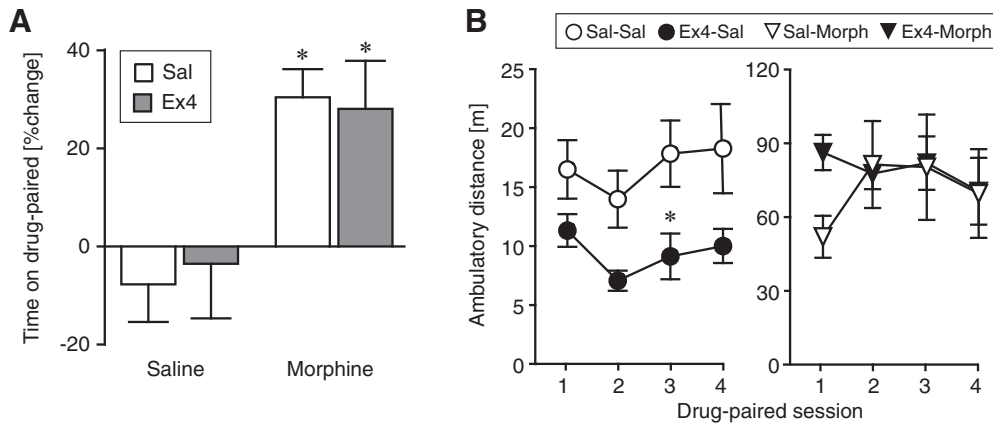 A
Time on drug-paired [%change]
40
20
0
-20
Sal
Ex4
*
*
Saline
Morphine
B
Sal-Sal
Ex4-Sal
Sal-Morph
Ex4-Morph
Ambulatory distance [m]
25
20
15
10
5
0
*
1 2 3 4
120
90
60
30
0
1 2 3 4
Drug-paired session